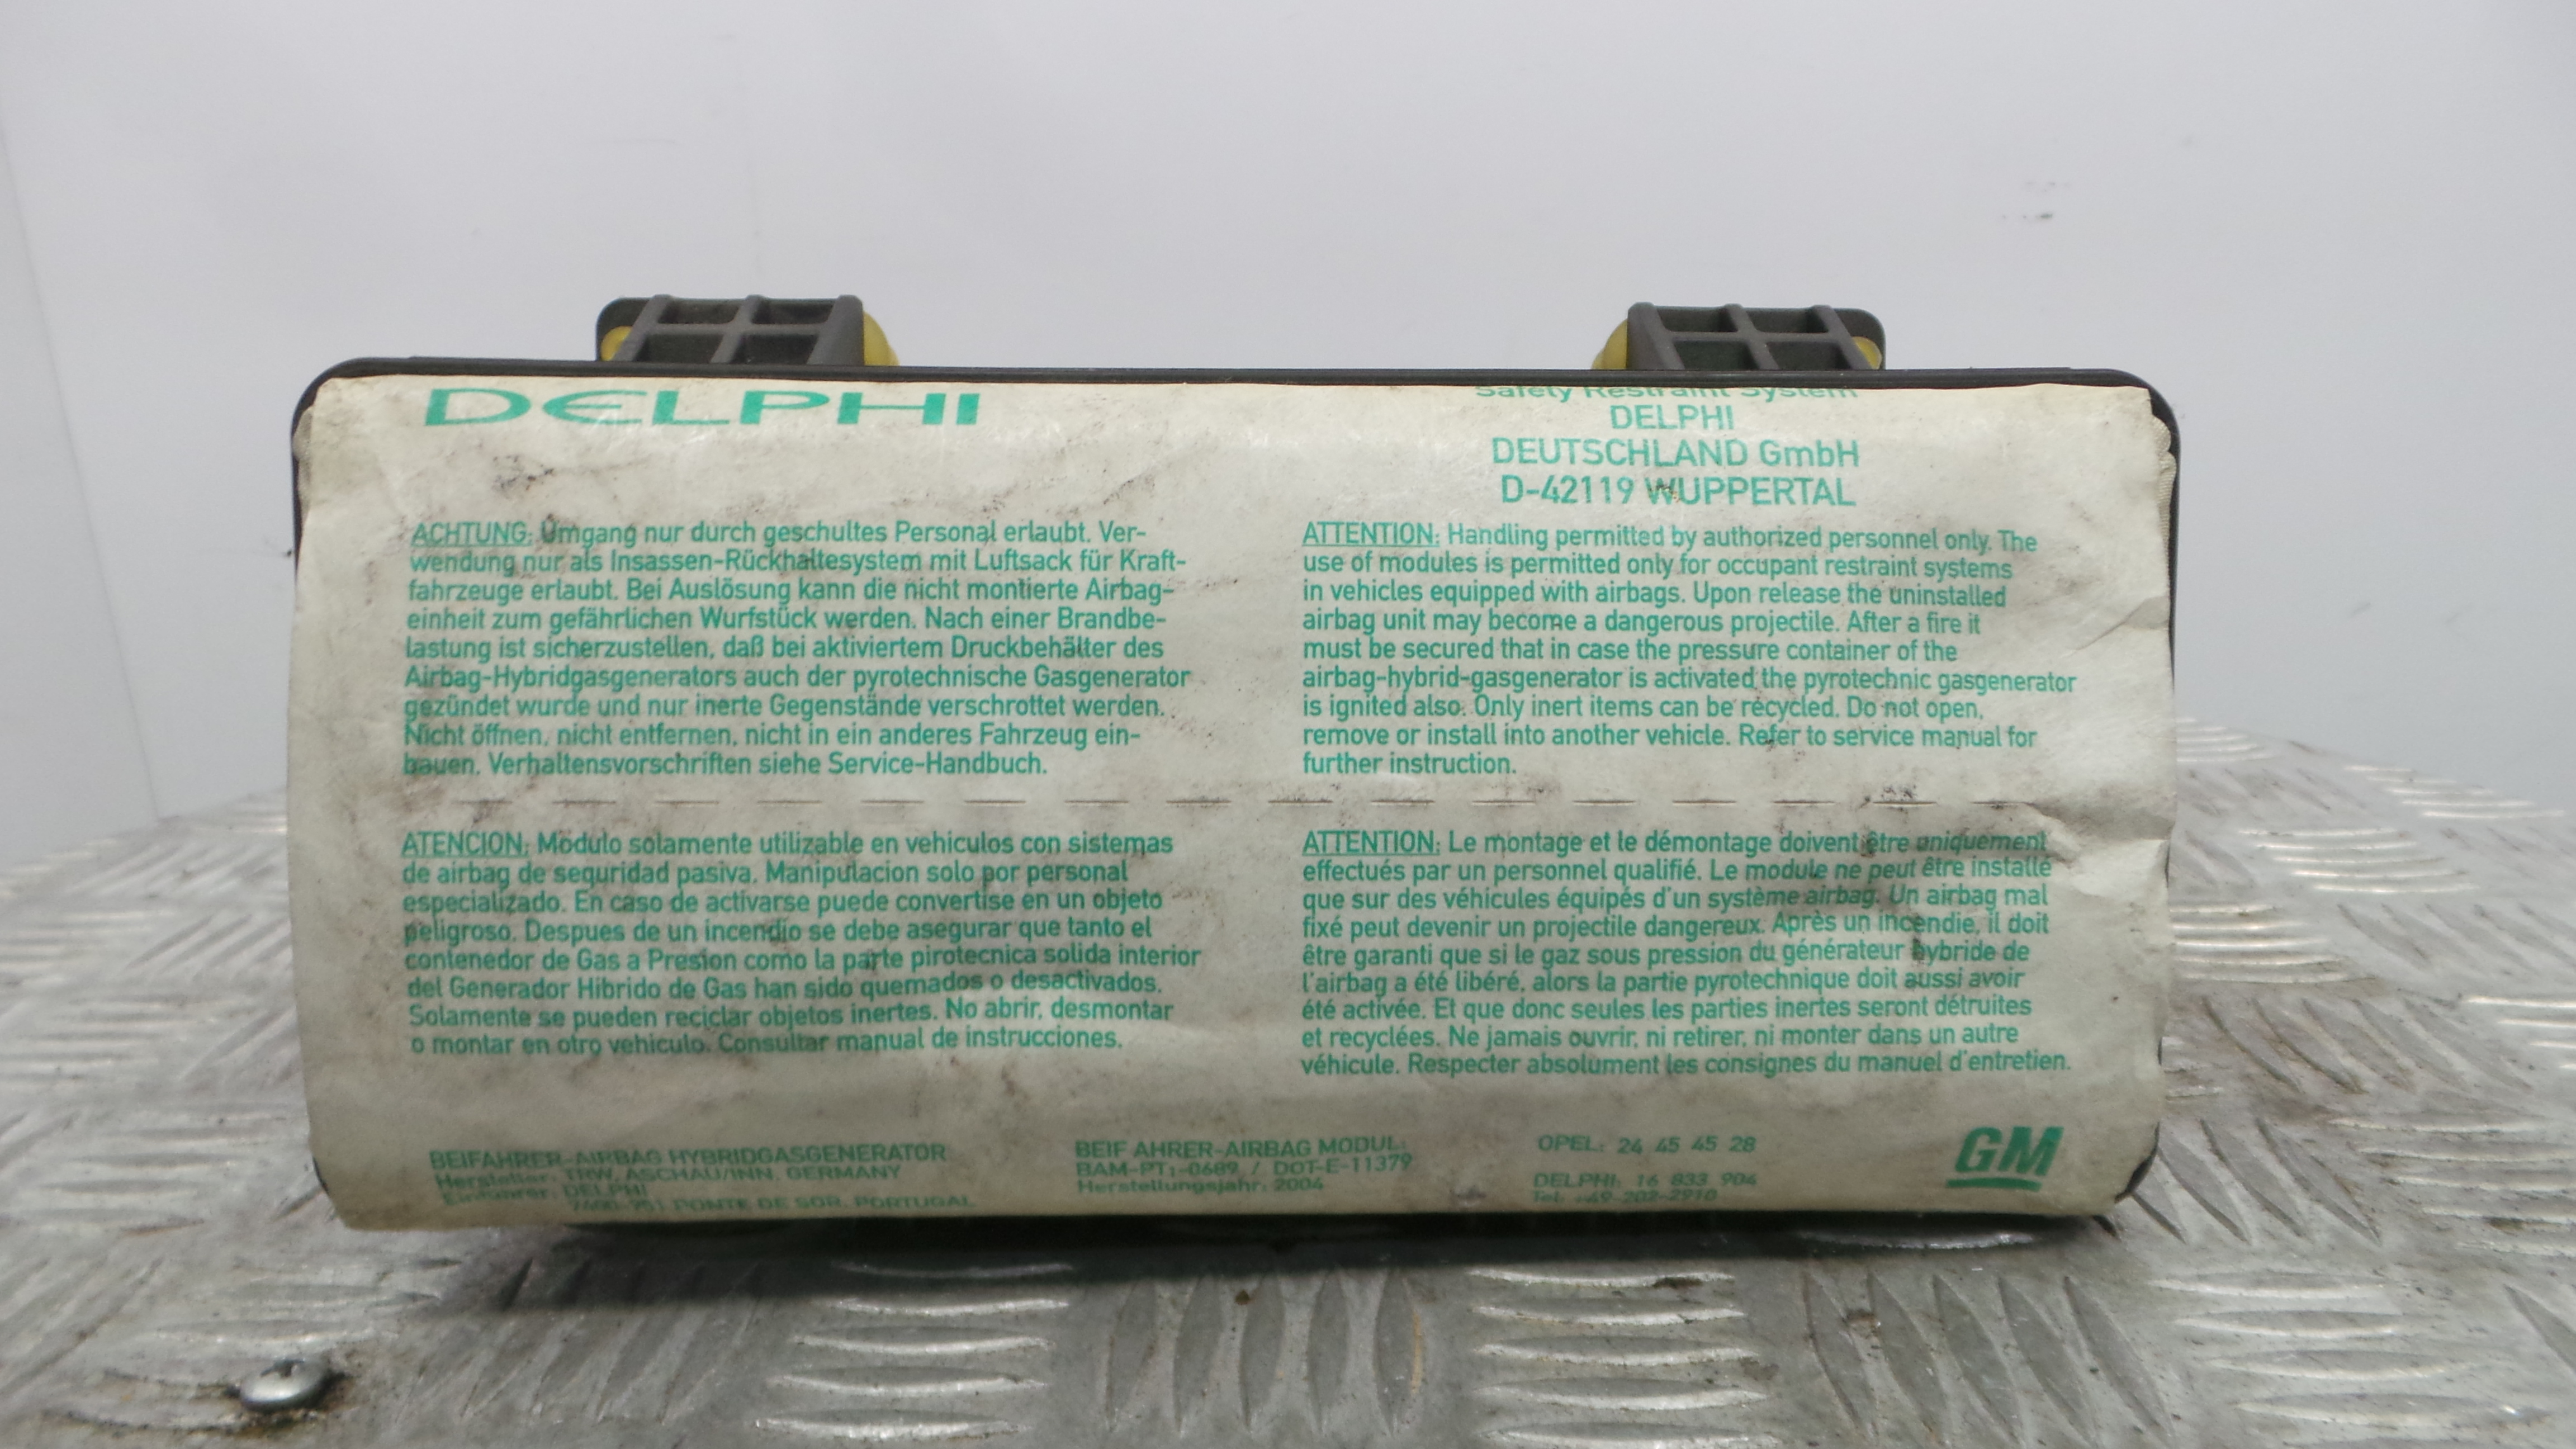 DELPHI
Safety Restraint System
DELPHI
DEUTSCHLAND GmbH
D-42119 WUPPERTAL
ACHTUNG: Umgang nur durch geschultes Personal erlaubt. Ver-
wendung nur als Insassen-Rückhaltesystem mit Luftsack für Kraft-
fahrzeuge erlaubt. Bei Auslösung kann die nicht montierte Airbag-
einheit zum gefährlichen Wurfstück werden. Nach einer Brandbe-
lastung ist sicherzustellen, daß bei aktiviertem Druckbehälter des
Airbag-Hybridgasgenerators auch der pyrotechnische Gasgenerator
gezündet wurde und nur inerte Gegenstände verschrottet werden.
Nicht öffnen, nicht entfernen, nicht in ein anderes Fahrzeug ein-
bauen. Verhaltensvorschriften siehe Service-Handbuch.
ATTENTION: Handling permitted by authorized personnel only. The
use of modules is permitted only for occupant restraint systems
in vehicles equipped with airbags. Upon release the uninstalled
airbag unit may become a dangerous projectile. After a fire it
must be secured that in case the pressure container of the
airbag-hybrid-gasgenerator is activated the pyrotechnic gasgenerator
is ignited also. Only inert items can be recycled. Do not open,
remove or install into another vehicle. Refer to service manual for
further instruction.
ATENCION: Modulo solamente utilizable en vehiculos con sistemas
de airbag de seguridad pasiva. Manipulacion solo por personal
especializado. En caso de activarse puede convertise en un objeto
peligroso. Despues de un incendio se debe asegurar que tanto el
contenedor de Gas a Presion como la parte pirotecnica solida interior
del Generador Hibrido de Gas han sido quemados o desactivados.
Solamente se pueden reciclar objetos inertes. No abrir, desmontar
o montar en otro vehiculo. Consultar manual de instrucciones.
ATTENTION: Le montage et le démontage doivent être uniquement
effectués par un personnel qualifié. Le module ne peut être installé
que sur des véhicules équipés d'un système airbag. Un airbag mal
fixé peut devenir un projectile dangereux. Après un incendie, il doit
être garanti que si le gaz sous pression du générateur hybride de
l'airbag a été libéré, alors la partie pyrotechnique doit aussi avoir
été activée. Et que donc seules les parties inertes seront détruites
et recyclées. Ne jamais ouvrir, ni retirer, ni monter dans un autre
véhicule. Respecter absolument les consignes du manuel d'entretien.
BEIFAHRER-AIRBAG HYBRIDGASGENERATOR
Hersteller: TRW, ASCHAU/INN, GERMANY
Einführer: DELPHI
PONTE DE SOR, PORTUGAL
BEIF AHRER-AIRBAG MODUL:
BAM-PT1-0689 / DOT-E-11379
Herstellungsjahr: 2004
OPEL: 24 45 45 28
DELPHI: 16 833 904
Tel: +49-202-2910
GM